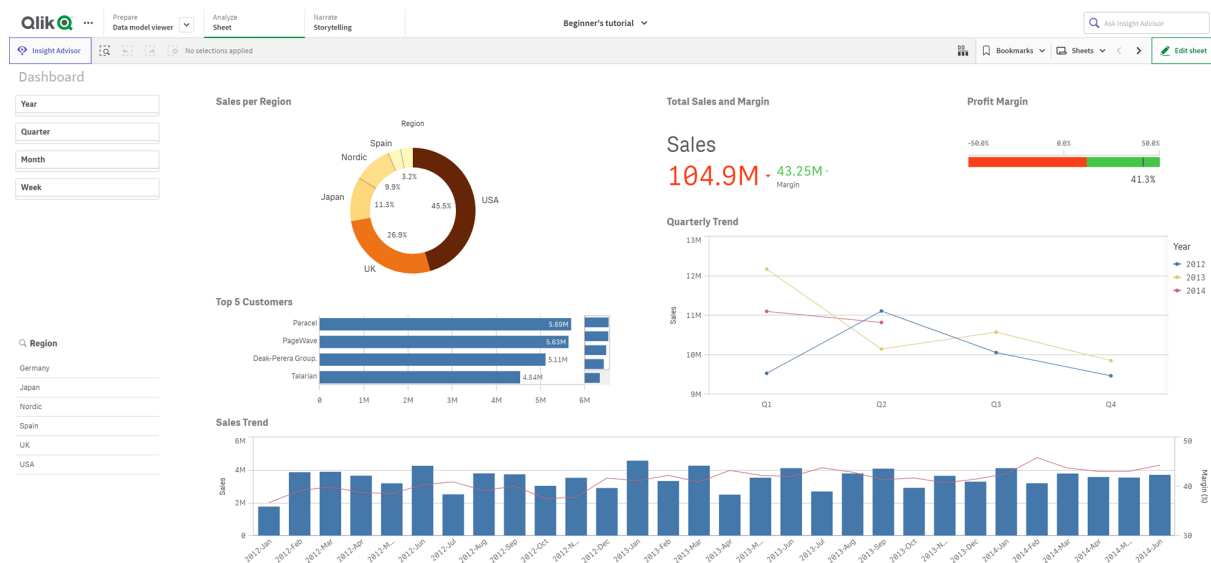 Qlik
Prepare
Data model viewer
Analyze
Sheet
Narrate
Storytelling
Beginner's tutorial
Ask Insight Advisor
Insight Advisor
No selections applied
Bookmarks
Sheets
Edit sheet
Dashboard
Year
Quarter
Month
Week
Region
Germany
Japan
Nordic
Spain
UK
USA
Sales per Region
Region
Spain
Nordic
Japan
UK
USA
3.2%
9.9%
11.3%
26.9%
45.5%
Total Sales and Margin
Sales
104.9M
43.25M
Margin
Profit Margin
-50.0% 0.0% 50.0%
41.3%
Top 5 Customers
Paracel 5.69M
PageWave 5.63M
Deak-Perera Group. 5.11M
Talarian 4.54M
0 1M 2M 3M 4M 5M 6M
Quarterly Trend
Sales
13M
12M
11M
10M
9M
Q1 Q2 Q3 Q4
Year
2012
2013
2014
Sales Trend
Sales
6M
4M
2M
0
50
40
30
Margin (%)
2012-Jan 2012-Feb 2012-Mar 2012-Apr 2012-M... 2012-Jun 2012-Jul 2012-Aug 2012-Sep 2012-Oct 2012-N... 2012-Dec 2013-Jan 2013-Feb 2013-Mar 2013-Apr 2013-M... 2013-Jun 2013-Jul 2013-Aug 2013-Sep 2013-Oct 2013-N... 2013-Dec 2014-Jan 2014-Feb 2014-Mar 2014-Apr 2014-M... 2014-Jun